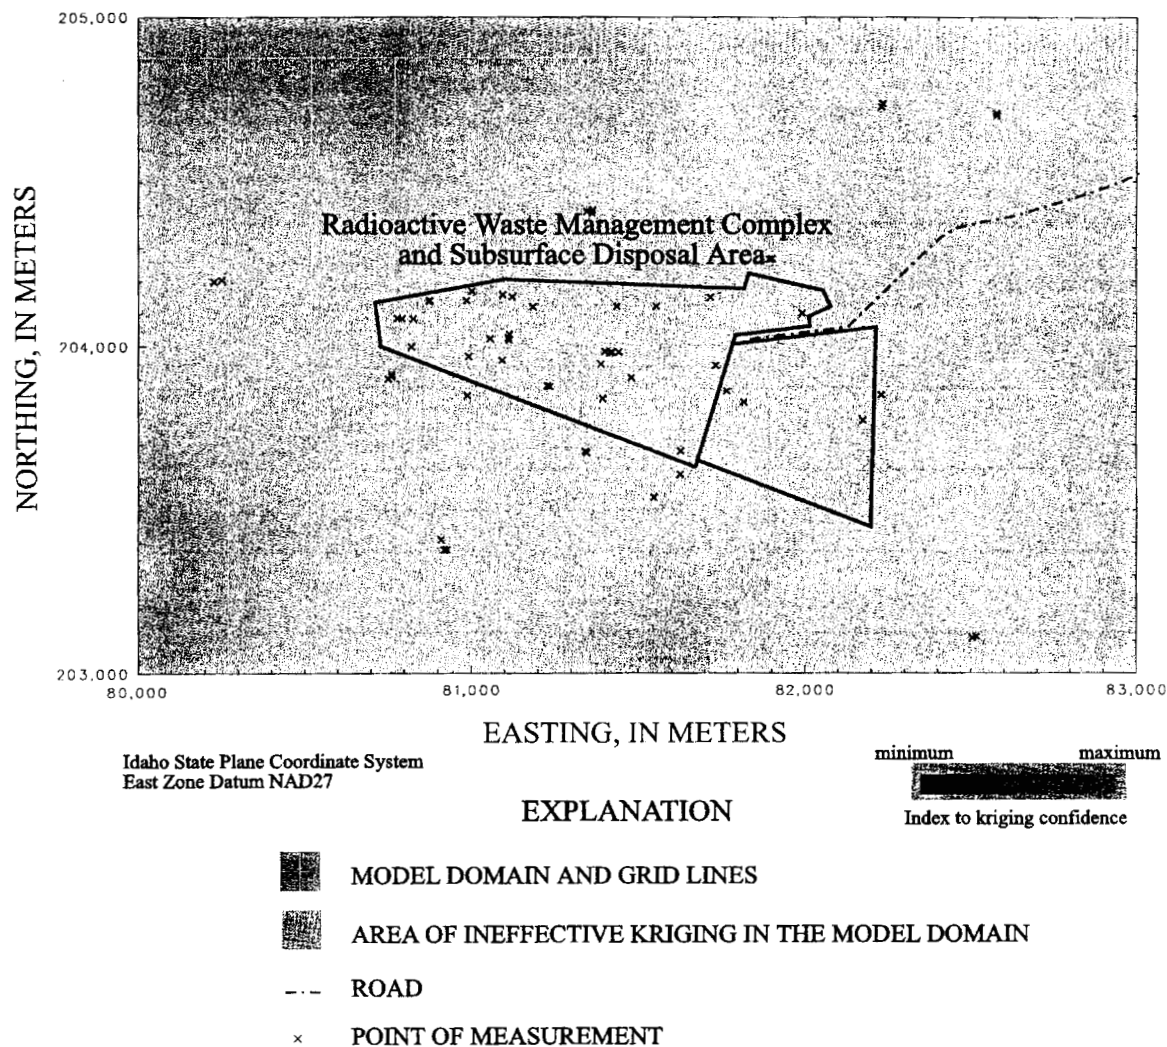 205,000
NORTHING, IN METERS
Radioactive Waste Management Complex
and Subsurface Disposal Area
204,000
203,000
80,000 81,000 82,000 83,000
EASTING, IN METERS
Idaho State Plane Coordinate System
East Zone Datum NAD27
minimum maximum
Index to kriging confidence
EXPLANATION
MODEL DOMAIN AND GRID LINES
AREA OF INEFFECTIVE KRIGING IN THE MODEL DOMAIN
ROAD
× POINT OF MEASUREMENT